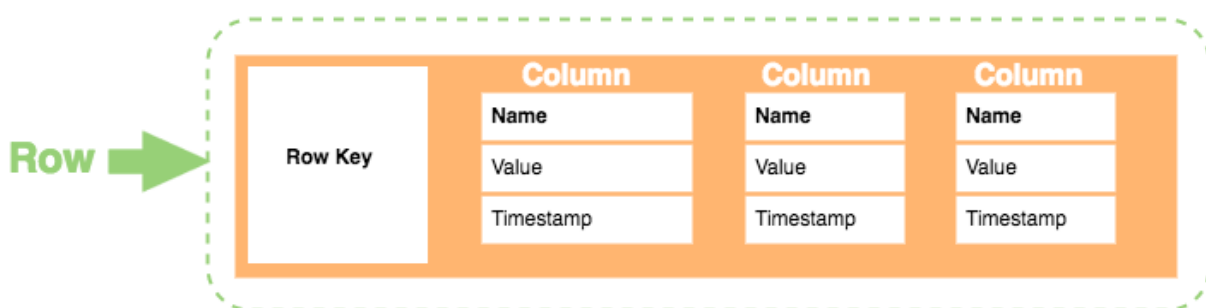 Column Column Column
Name Name Name
Row
Row Key
Value Value Value
Timestamp Timestamp Timestamp